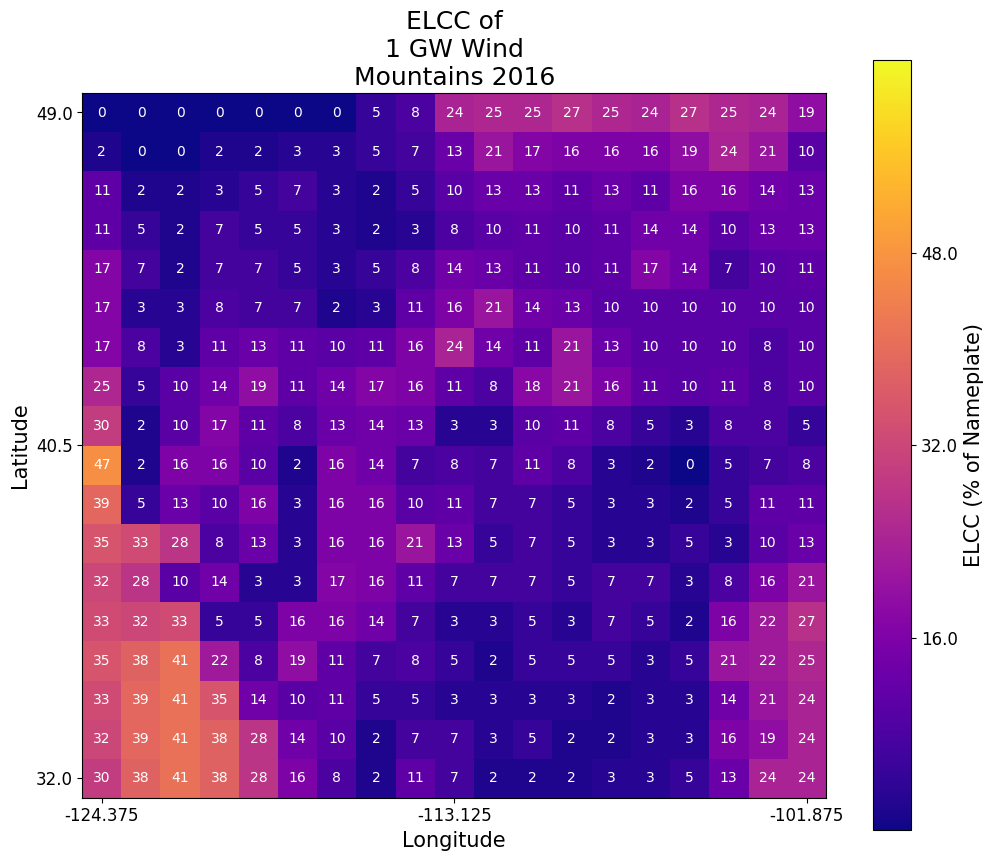 ELCC of
1 GW Wind
Mountains 2016
49.0
0 0 0 0 0 0 0 5 8 24 25 25 27 25 24 27 25 24 19
2 0 0 2 2 3 3 5 7 13 21 17 16 16 16 19 24 21 10
11 2 2 3 5 7 3 2 5 10 13 13 11 13 11 16 16 14 13
11 5 2 7 5 5 3 2 3 8 10 11 10 11 14 14 10 13 13
17 7 2 7 7 5 3 5 8 14 13 11 10 11 17 14 7 10 11
17 3 3 8 7 7 2 3 11 16 21 14 13 10 10 10 10 10 10
17 8 3 11 13 11 10 11 16 24 14 11 21 13 10 10 10 8 10
25 5 10 14 19 11 14 17 16 11 8 18 21 16 11 10 11 8 10
40.5
30 2 10 17 11 8 13 14 13 3 3 10 11 8 5 3 8 8 5
47 2 16 16 10 2 16 14 7 8 7 11 8 3 2 0 5 7 8
39 5 13 10 16 3 16 16 10 11 7 7 5 3 3 2 5 11 11
35 33 28 8 13 3 16 16 21 13 5 7 5 3 3 5 3 10 13
32 28 10 14 3 3 17 16 11 7 7 7 5 7 7 3 8 16 21
33 32 33 5 5 16 16 14 7 3 3 5 3 7 5 2 16 22 27
35 38 41 22 8 19 11 7 8 5 2 5 5 5 3 5 21 22 25
33 39 41 35 14 10 11 5 5 3 3 3 3 2 3 3 14 21 24
32 39 41 38 28 14 10 2 7 7 3 5 2 2 3 3 16 19 24
32.0
30 38 41 38 28 16 8 2 11 7 2 2 2 3 3 5 13 24 24
-124.375
-113.125
-101.875
Longitude
Latitude
48.0
32.0
16.0
ELCC (% of Nameplate)